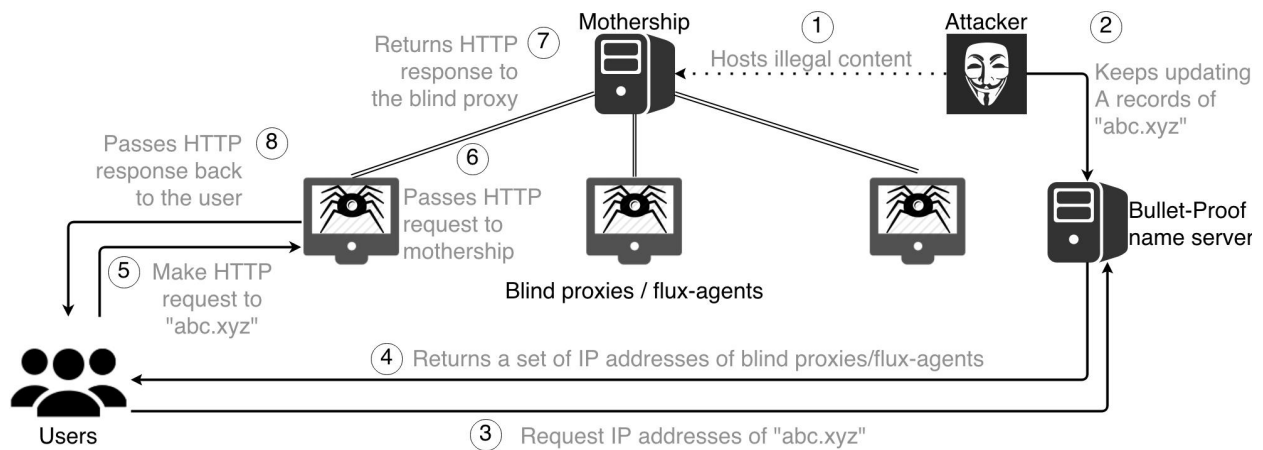 Mothership
Attacker
1
2
7
Returns HTTP
response to
the blind proxy
Hosts illegal content
Keeps updating
A records of
"abc.xyz"
8
Passes HTTP
response back
to the user
6
Passes HTTP
request to
mothership
Bullet-Proof
name server
5
Make HTTP
request to
"abc.xyz"
Blind proxies / flux-agents
4
Returns a set of IP addresses of blind proxies/flux-agents
Users
3
Request IP addresses of "abc.xyz"